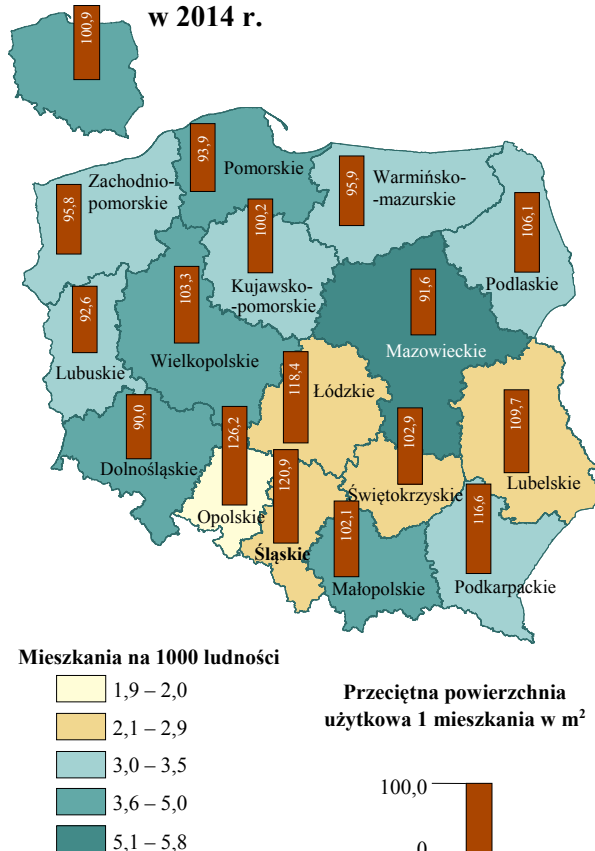 w 2014 r.
100,9
93,9
Pomorskie
95,9
Warmińsko-
-mazurskie
Zachodnio-
pomorskie
95,8
100,2
106,1
Kujawsko-
-pomorskie
Podlaskie
103,3
91,6
92,6
Mazowieckie
Wielkopolskie
Lubuskie
118,4
Łódzkie
90,0
126,2
102,9
109,7
Dolnośląskie
120,9
Świętokrzyskie
Lubelskie
Opolskie
116,6
102,1
Śląskie
Małopolskie
Podkarpackie
Mieszkania na 1000 ludności
1,9 – 2,0
2,1 – 2,9
3,0 – 3,5
3,6 – 5,0
5,1 – 5,8
Przeciętna powierzchnia
użytkowa 1 mieszkania w m²
100,0
0